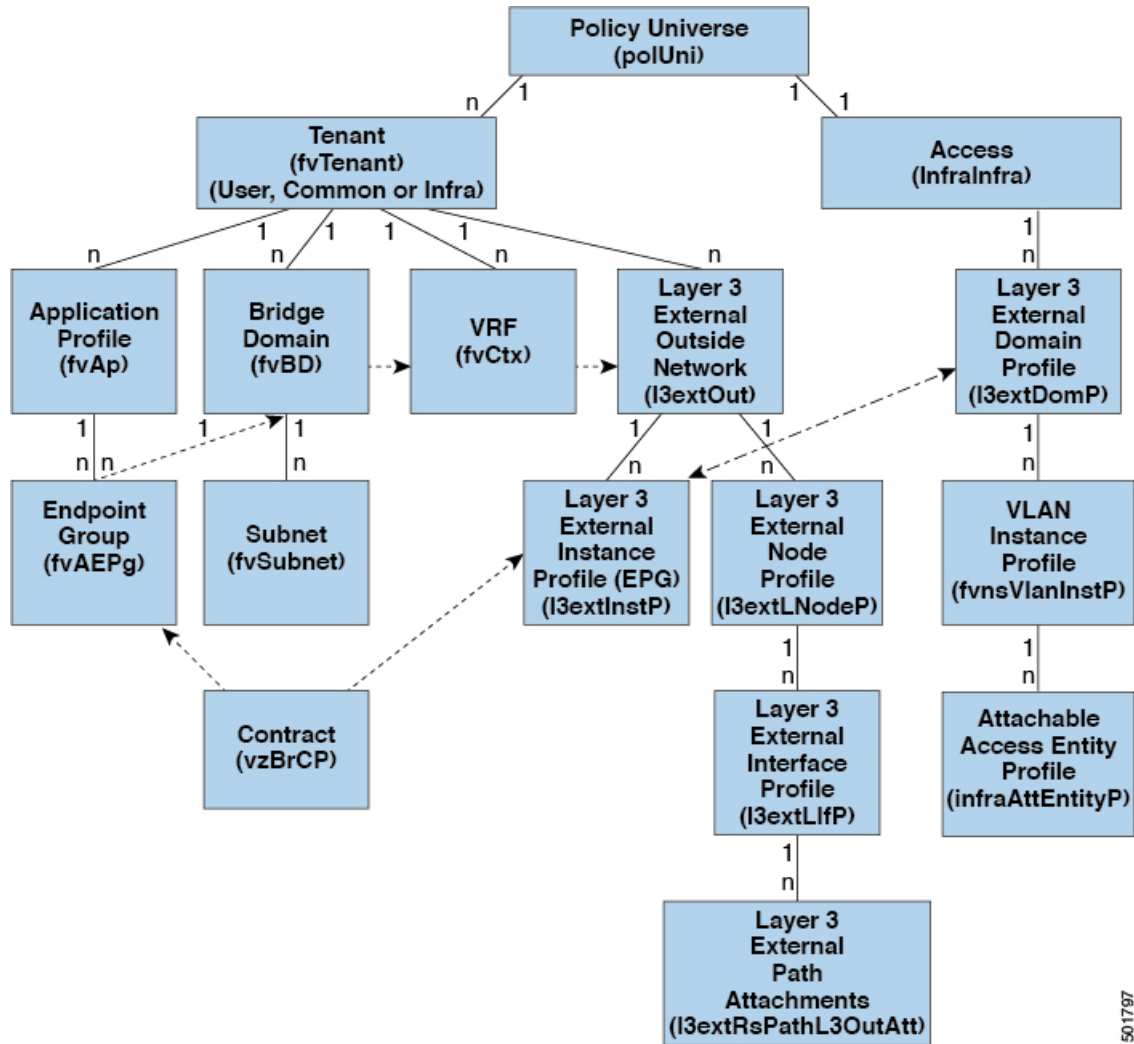 Policy Universe
(polUni)
1
1
n
1
Tenant
(fvTenant)
(User, Common or Infra)
Access
(InfraInfra)
1
1
1
1
1
n
n
n
n
n
Application
Profile
(fvAp)
Bridge
Domain
(fvBD)
VRF
(fvCtx)
Layer 3
External
Outside
Network
(l3extOut)
Layer 3
External
Domain
Profile
(l3extDomP)
1
1
1
1
1
1
n
n
n
n
n
n
Endpoint
Group
(fvAEPg)
Subnet
(fvSubnet)
Layer 3
External
Instance
Profile (EPG)
(l3extInstP)
Layer 3
External
Node
Profile
(l3extLNodeP)
VLAN
Instance
Profile
(fvnsVlanInstP)
1
1
n
n
Contract
(vzBrCP)
Layer 3
External
Interface
Profile
(l3extLIfP)
Attachable
Access Entity
Profile
(infraAttEntityP)
1
n
Layer 3
External
Path
Attachments
(l3extRsPathL3OutAtt)
501797